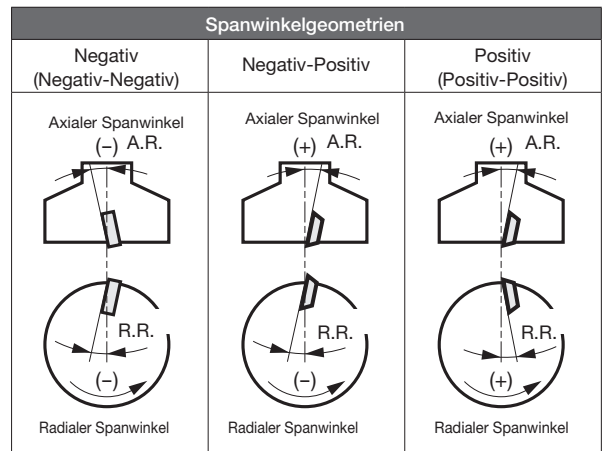 Spanwinkelgeometrien
Negativ
(Negativ-Negativ)
Negativ-Positiv
Positiv
(Positiv-Positiv)
Axialer Spanwinkel
(–) A.R.
R.R.
(–)
Radialer Spanwinkel
Axialer Spanwinkel
(+) A.R.
R.R.
(–)
Radialer Spanwinkel
Axialer Spanwinkel
(+) A.R.
R.R.
(+)
Radialer Spanwinkel